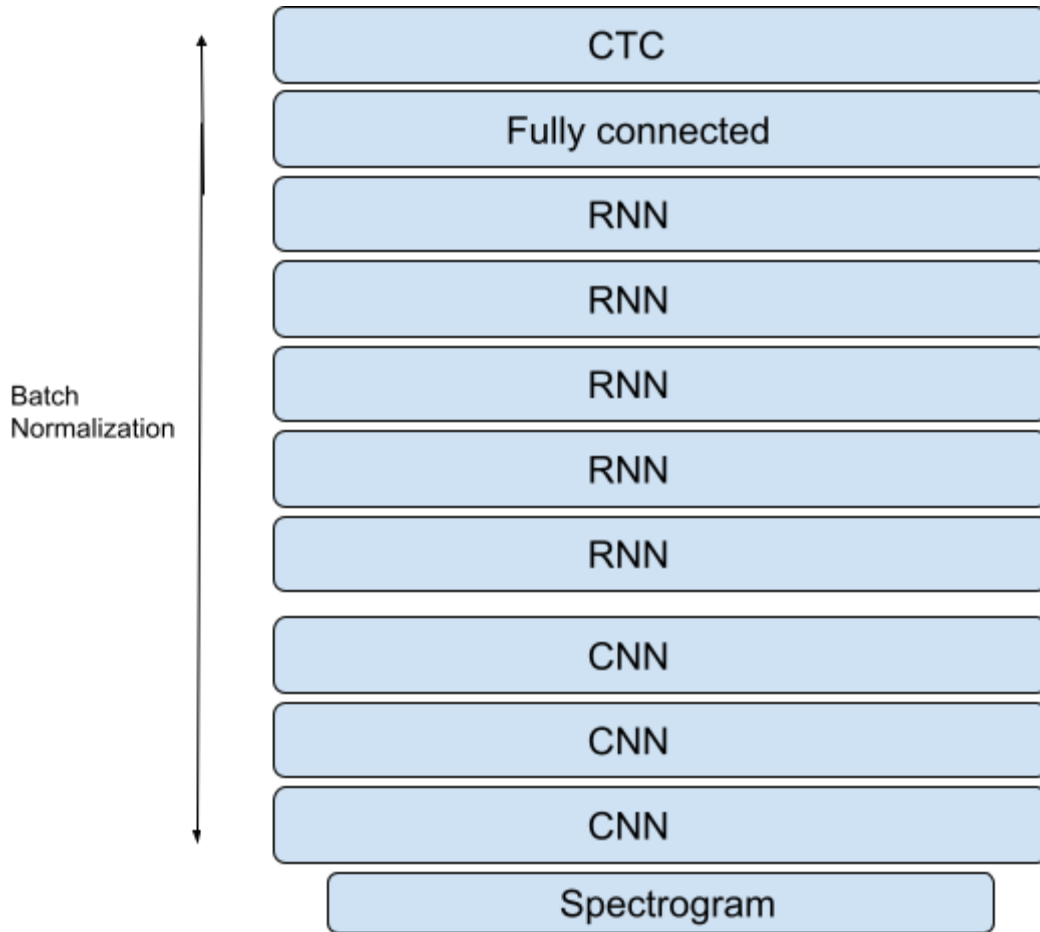 CTC
Fully connected
RNN
RNN
RNN
RNN
RNN
Batch
Normalization
CNN
CNN
CNN
Spectrogram